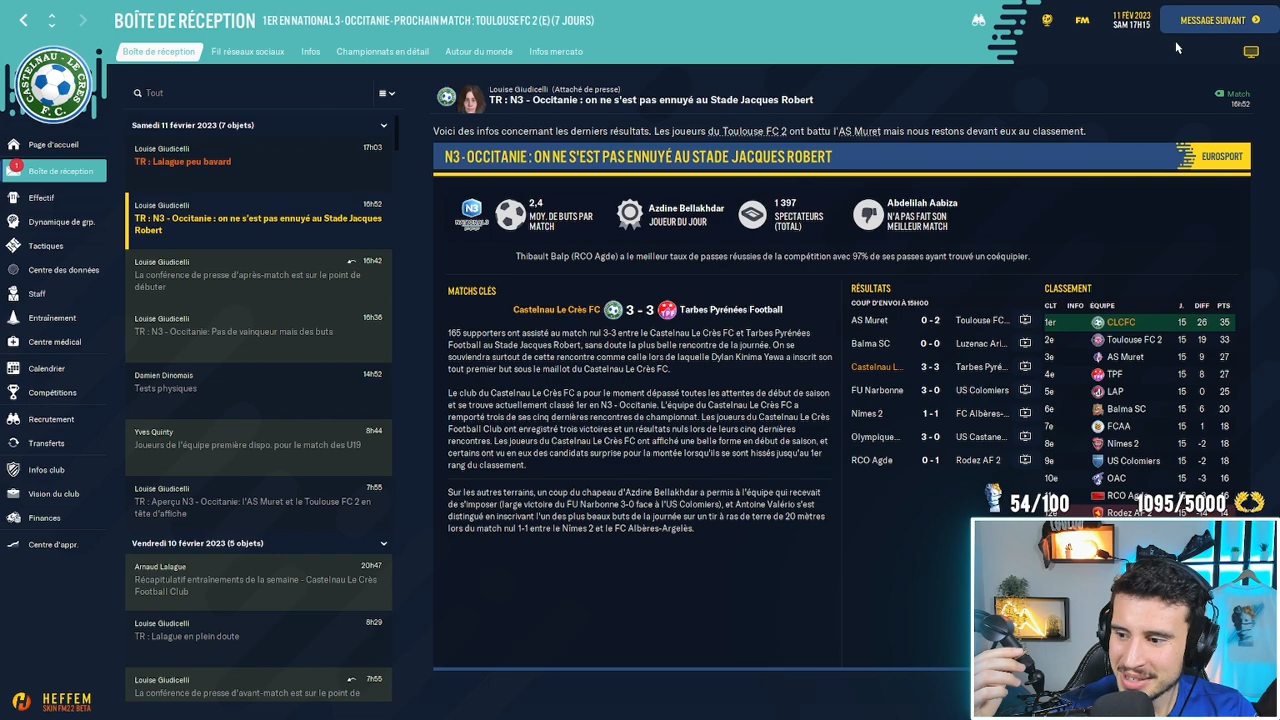 BOÎTE DE RÉCEPTION
1ER EN NATIONAL 3 - OCCITANIE - PROCHAIN MATCH : TOULOUSE FC 2 (E) (7 JOURS)
FM
11 FÉV 2023
SAM 17H15
MESSAGE SUIVANT
Boîte de réception
Fil réseaux sociaux
Infos
Championnats en détail
Autour du monde
Infos mercato
CASTELNAU - LE CRES
F.C.
Page d'accueil
1
Boîte de réception
Effectif
Dynamique de grp.
Tactiques
Centre des données
Staff
Entraînement
Centre médical
Calendrier
Compétitions
Recrutement
Transferts
Infos club
Vision du club
Finances
Centre d'appr.
HEFFEM
SKIN FM22 BETA
Tout
Samedi 11 février 2023 (7 objets)
Louise Giudicelli 17h03
TR : Lalague peu bavard
Louise Giudicelli 16h52
TR : N3 - Occitanie : on ne s'est pas ennuyé au Stade Jacques
Robert
Louise Giudicelli 16h42
La conférence de presse d'après-match est sur le point de
débuter
Louise Giudicelli 16h36
TR : N3 - Occitanie: Pas de vainqueur mais des buts
Damien Dinomais 14h52
Tests physiques
Yves Quinty 8h44
Joueurs de l'équipe première dispo. pour le match des U19
Louise Giudicelli 7h55
TR : Aperçu N3 - Occitanie: l'AS Muret et le Toulouse FC 2 en
tête d'affiche
Vendredi 10 février 2023 (5 objets)
Arnaud Lalague 20h47
Récapitulatif entraînements de la semaine - Castelnau Le Crès
Football Club
Louise Giudicelli 8h29
TR : Lalague en plein doute
Louise Giudicelli 7h55
La conférence de presse d'avant-match est sur le point de
Louise Giudicelli (Attaché de presse)
TR : N3 - Occitanie : on ne s'est pas ennuyé au Stade Jacques Robert
Match
16h52
Voici des infos concernant les derniers résultats. Les joueurs du Toulouse FC 2 ont battu l'AS Muret mais nous restons devant eux au classement.
N3 - OCCITANIE : ON NE S'EST PAS ENNUYÉ AU STADE JACQUES ROBERT
EUROSPORT
N3
NATIONAL 3
2,4
MOY. DE BUTS PAR
MATCH
Azdine Bellakhdar
JOUEUR DU JOUR
1 397
SPECTATEURS
(TOTAL)
Abdelilah Aabiza
N'A PAS FAIT SON
MEILLEUR MATCH
Thibault Balp (RCO Agde) a le meilleur taux de passes réussies de la compétition avec 97% de ses passes ayant trouvé un coéquipier.
MATCHS CLÉS
Castelnau Le Crès FC 3 - 3 TPF Tarbes Pyrénées Football
165 supporters ont assisté au match nul 3-3 entre le Castelnau Le Crès FC et Tarbes Pyrénées
Football au Stade Jacques Robert, sans doute la plus belle rencontre de la journée. On se
souviendra surtout de cette rencontre comme celle lors de laquelle Dylan Kinima Yewa a inscrit son
tout premier but sous le maillot du Castelnau Le Crès FC.
Le club du Castelnau Le Crès FC a pour le moment dépassé toutes les attentes de début de saison
et se trouve actuellement classé 1er en N3 - Occitanie. L'équipe du Castelnau Le Crès FC a
remporté trois de ses cinq dernières rencontres de championnat. Les joueurs du Castelnau Le Crès
Football Club ont enregistré trois victoires et un résultats nuls lors de leurs cinq dernières
rencontres. Les joueurs du Castelnau Le Crès FC ont affiché une belle forme en début de saison, et
certains ont vu en eux des candidats surprise pour la montée lorsqu'ils se sont hissés jusqu'au 1er
rang du classement.
Sur les autres terrains, un coup du chapeau d'Azdine Bellakhdar a permis à l'équipe qui recevait
de s'imposer (large victoire du FU Narbonne 3-0 face à l'US Colomiers), et Antoine Valério s'est
distingué en inscrivant l'un des plus beaux buts de la journée sur un tir à ras de terre de 20 mètres
lors du match nul 1-1 entre le Nîmes 2 et le FC Albères-Argelès.
RÉSULTATS
COUP D'ENVOI À 15H00
AS Muret 0 - 2 Toulouse FC...
Balma SC 0 - 0 Luzenac Ari...
Castelnau L... 3 - 3 Tarbes Pyré...
FU Narbonne 3 - 0 US Colomiers
Nîmes 2 1 - 1 FC Albères-...
Olympique... 3 - 0 US Castane...
RCO Agde 0 - 1 Rodez AF 2
CLASSEMENT
CLT INFO ÉQUIPE J. DIFF PTS
1er CLCFC 15 26 35
2e Toulouse FC 2 15 19 33
3e AS Muret 15 9 27
4e TPF 15 8 27
5e LAP 15 0 25
6e Balma SC 15 6 20
7e FCAA 15 1 18
8e Nîmes 2 15 -2 18
9e US Colomiers 15 -2 18
10e OAC 15 -3 16
RCO Ag
12e Rodez AF 2 -14 14
54/100
1095/5000